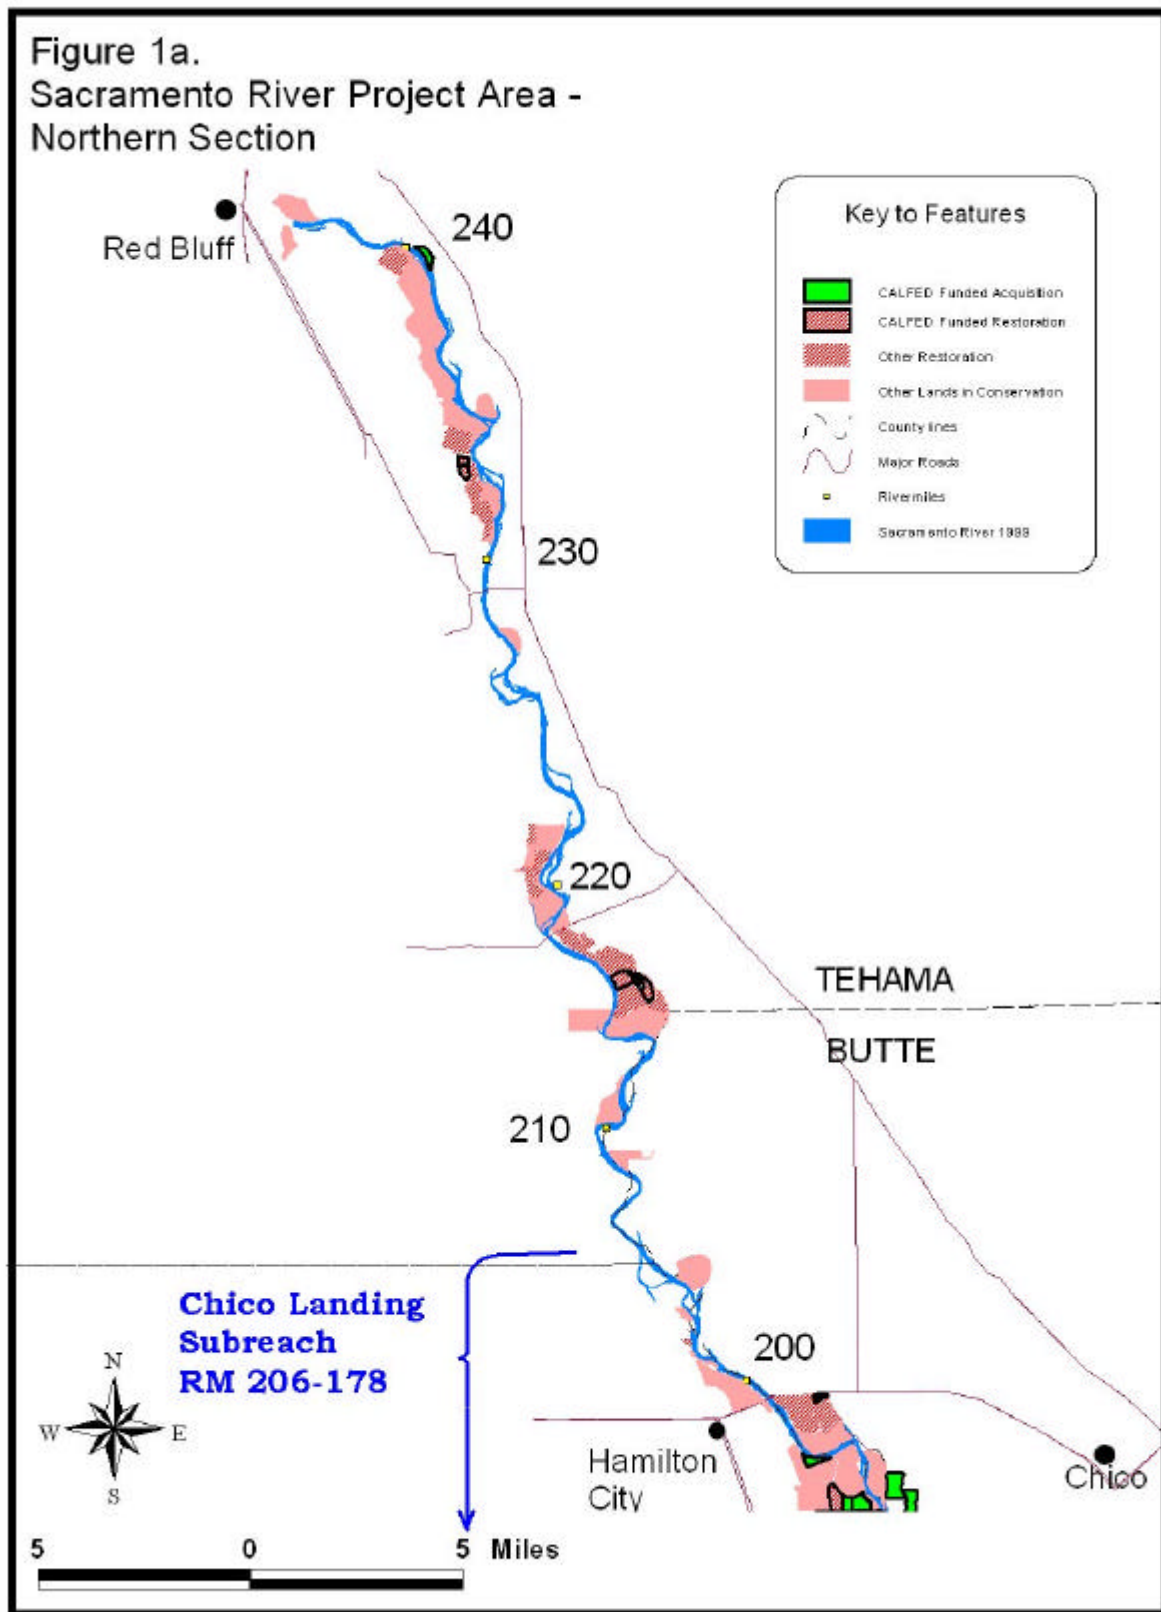 Figure 1a.
Sacramento River Project Area -
Northern Section
Red Bluff
240
Key to Features
CALFED Funded Acquisition
CALFED Funded Restoration
Other Restoration
Other Lands in Conservation
County lines
Major Roads
Rivermiles
Sacramento River 1999
230
220
TEHAMA
BUTTE
210
Chico Landing
Subreach
RM 206-178
200
N
W E
S
Hamilton
City
Chico
5 0 5 Miles